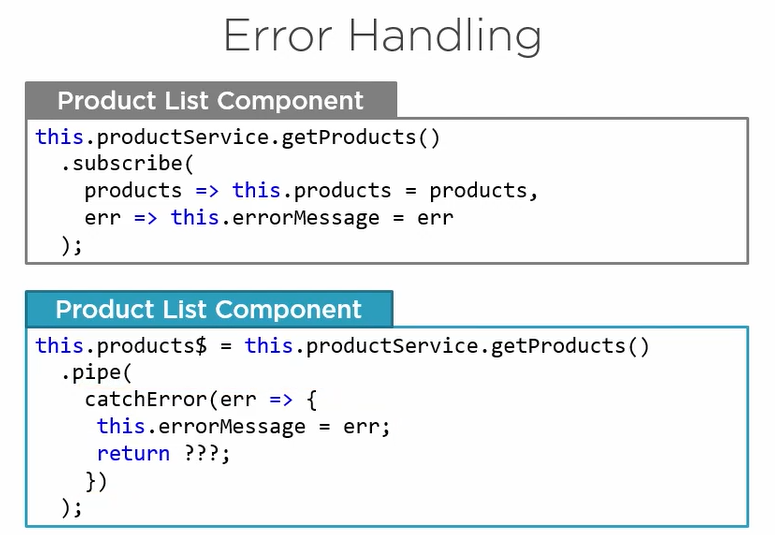 Error Handling
Product List Component
this.productService.getProducts()
  .subscribe(
    products => this.products = products,
    err => this.errorMessage = err
  );
Product List Component
this.products$ = this.productService.getProducts()
  .pipe(
    catchError(err => {
     this.errorMessage = err;
     return ???;
    })
  );